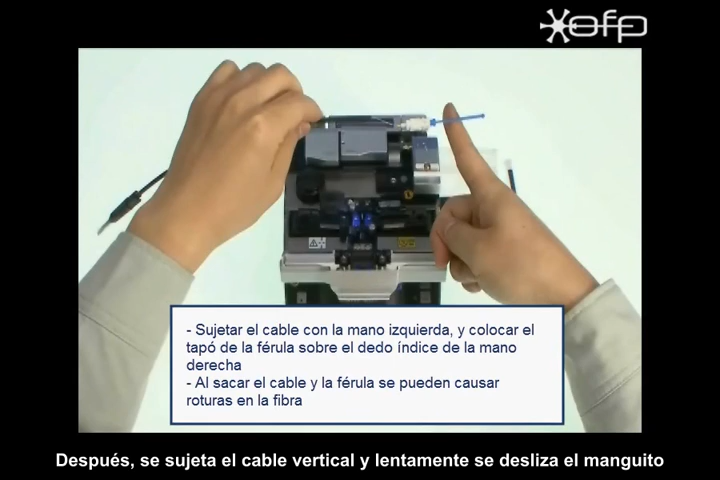 ofp
- Sujetar el cable con la mano izquierda, y colocar el
tapó de la férula sobre el dedo índice de la mano
derecha
- Al sacar el cable y la férula se pueden causar
roturas en la fibra
Después, se sujeta el cable vertical y lentamente se desliza el manguito